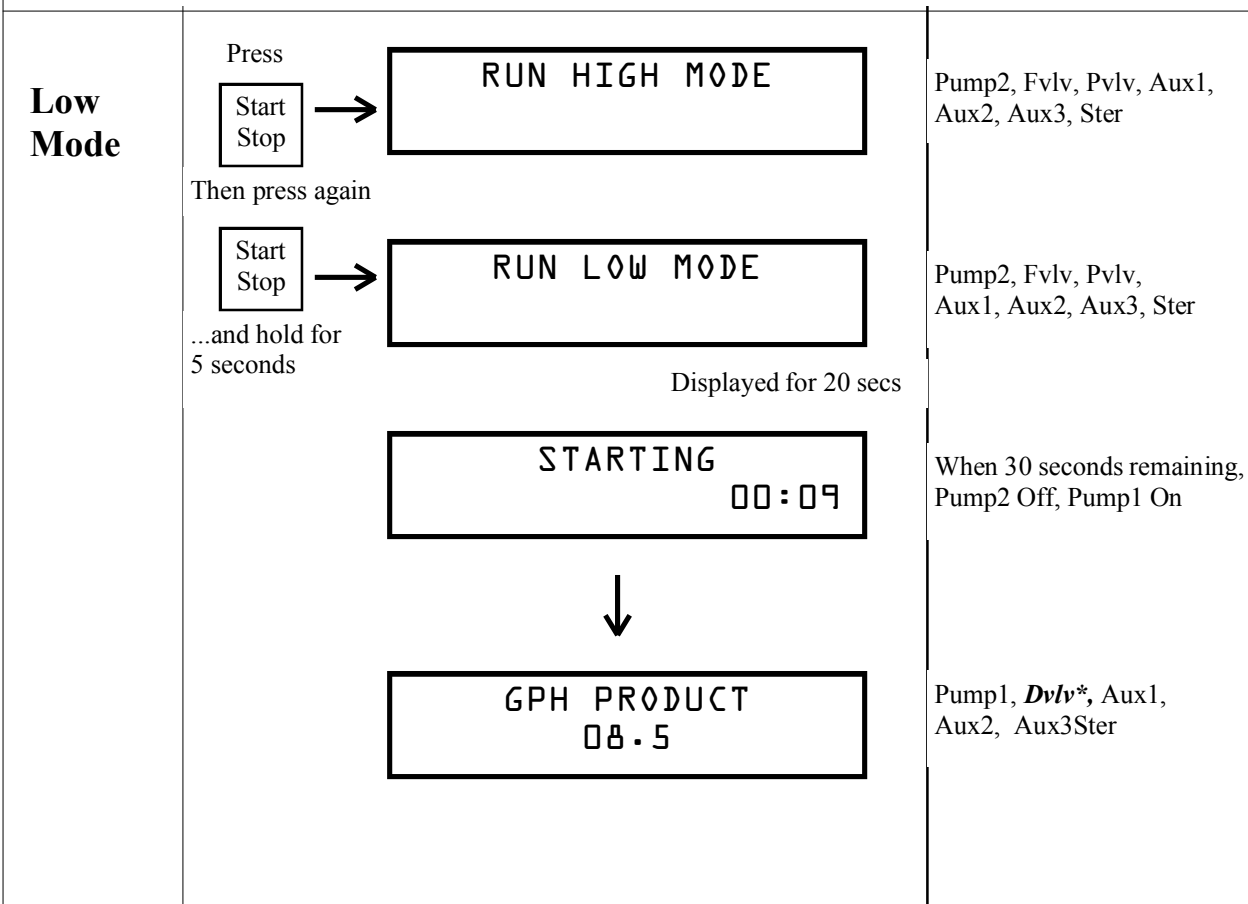 Low
Mode
Press
Start
Stop
RUN HIGH MODE
Pump2, Fvlv, Pvlv, Aux1,
Aux2, Aux3, Ster
Then press again
Start
Stop
RUN LOW MODE
Pump2, Fvlv, Pvlv,
Aux1, Aux2, Aux3, Ster
...and hold for
5 seconds
Displayed for 20 secs
STARTING
00:09
When 30 seconds remaining,
Pump2 Off, Pump1 On
GPH PRODUCT
08.5
Pump1, Dvlv*, Aux1,
Aux2, Aux3Ster